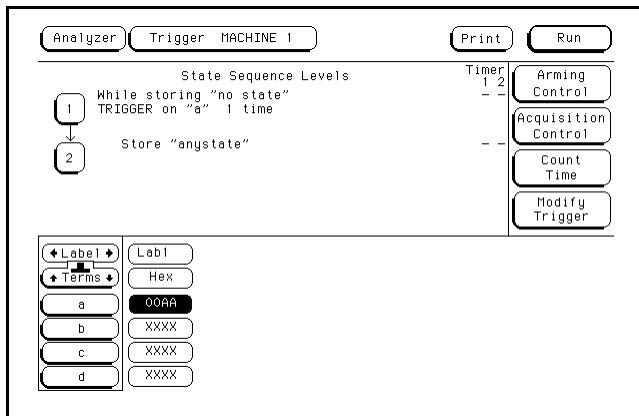 Analyzer Trigger MACHINE 1 Print Run
State Sequence Levels Timer
1 2
1 While storing "no state" - -
TRIGGER on "a" 1 time
2 Store "anystate" - -
Arming
Control
Acquisition
Control
Count
Time
Modify
Trigger
Label Lab1
Terms Hex
a 00AA
b XXXX
c XXXX
d XXXX